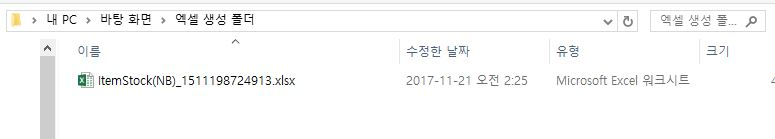 내 PC > 바탕 화면 > 엑셀 생성 폴더 엑셀 생성 폴...
이름 수정한 날짜 유형 크기
ItemStock(NB)_1511198724913.xlsx 2017-11-21 오전 2:25 Microsoft Excel 워크시트